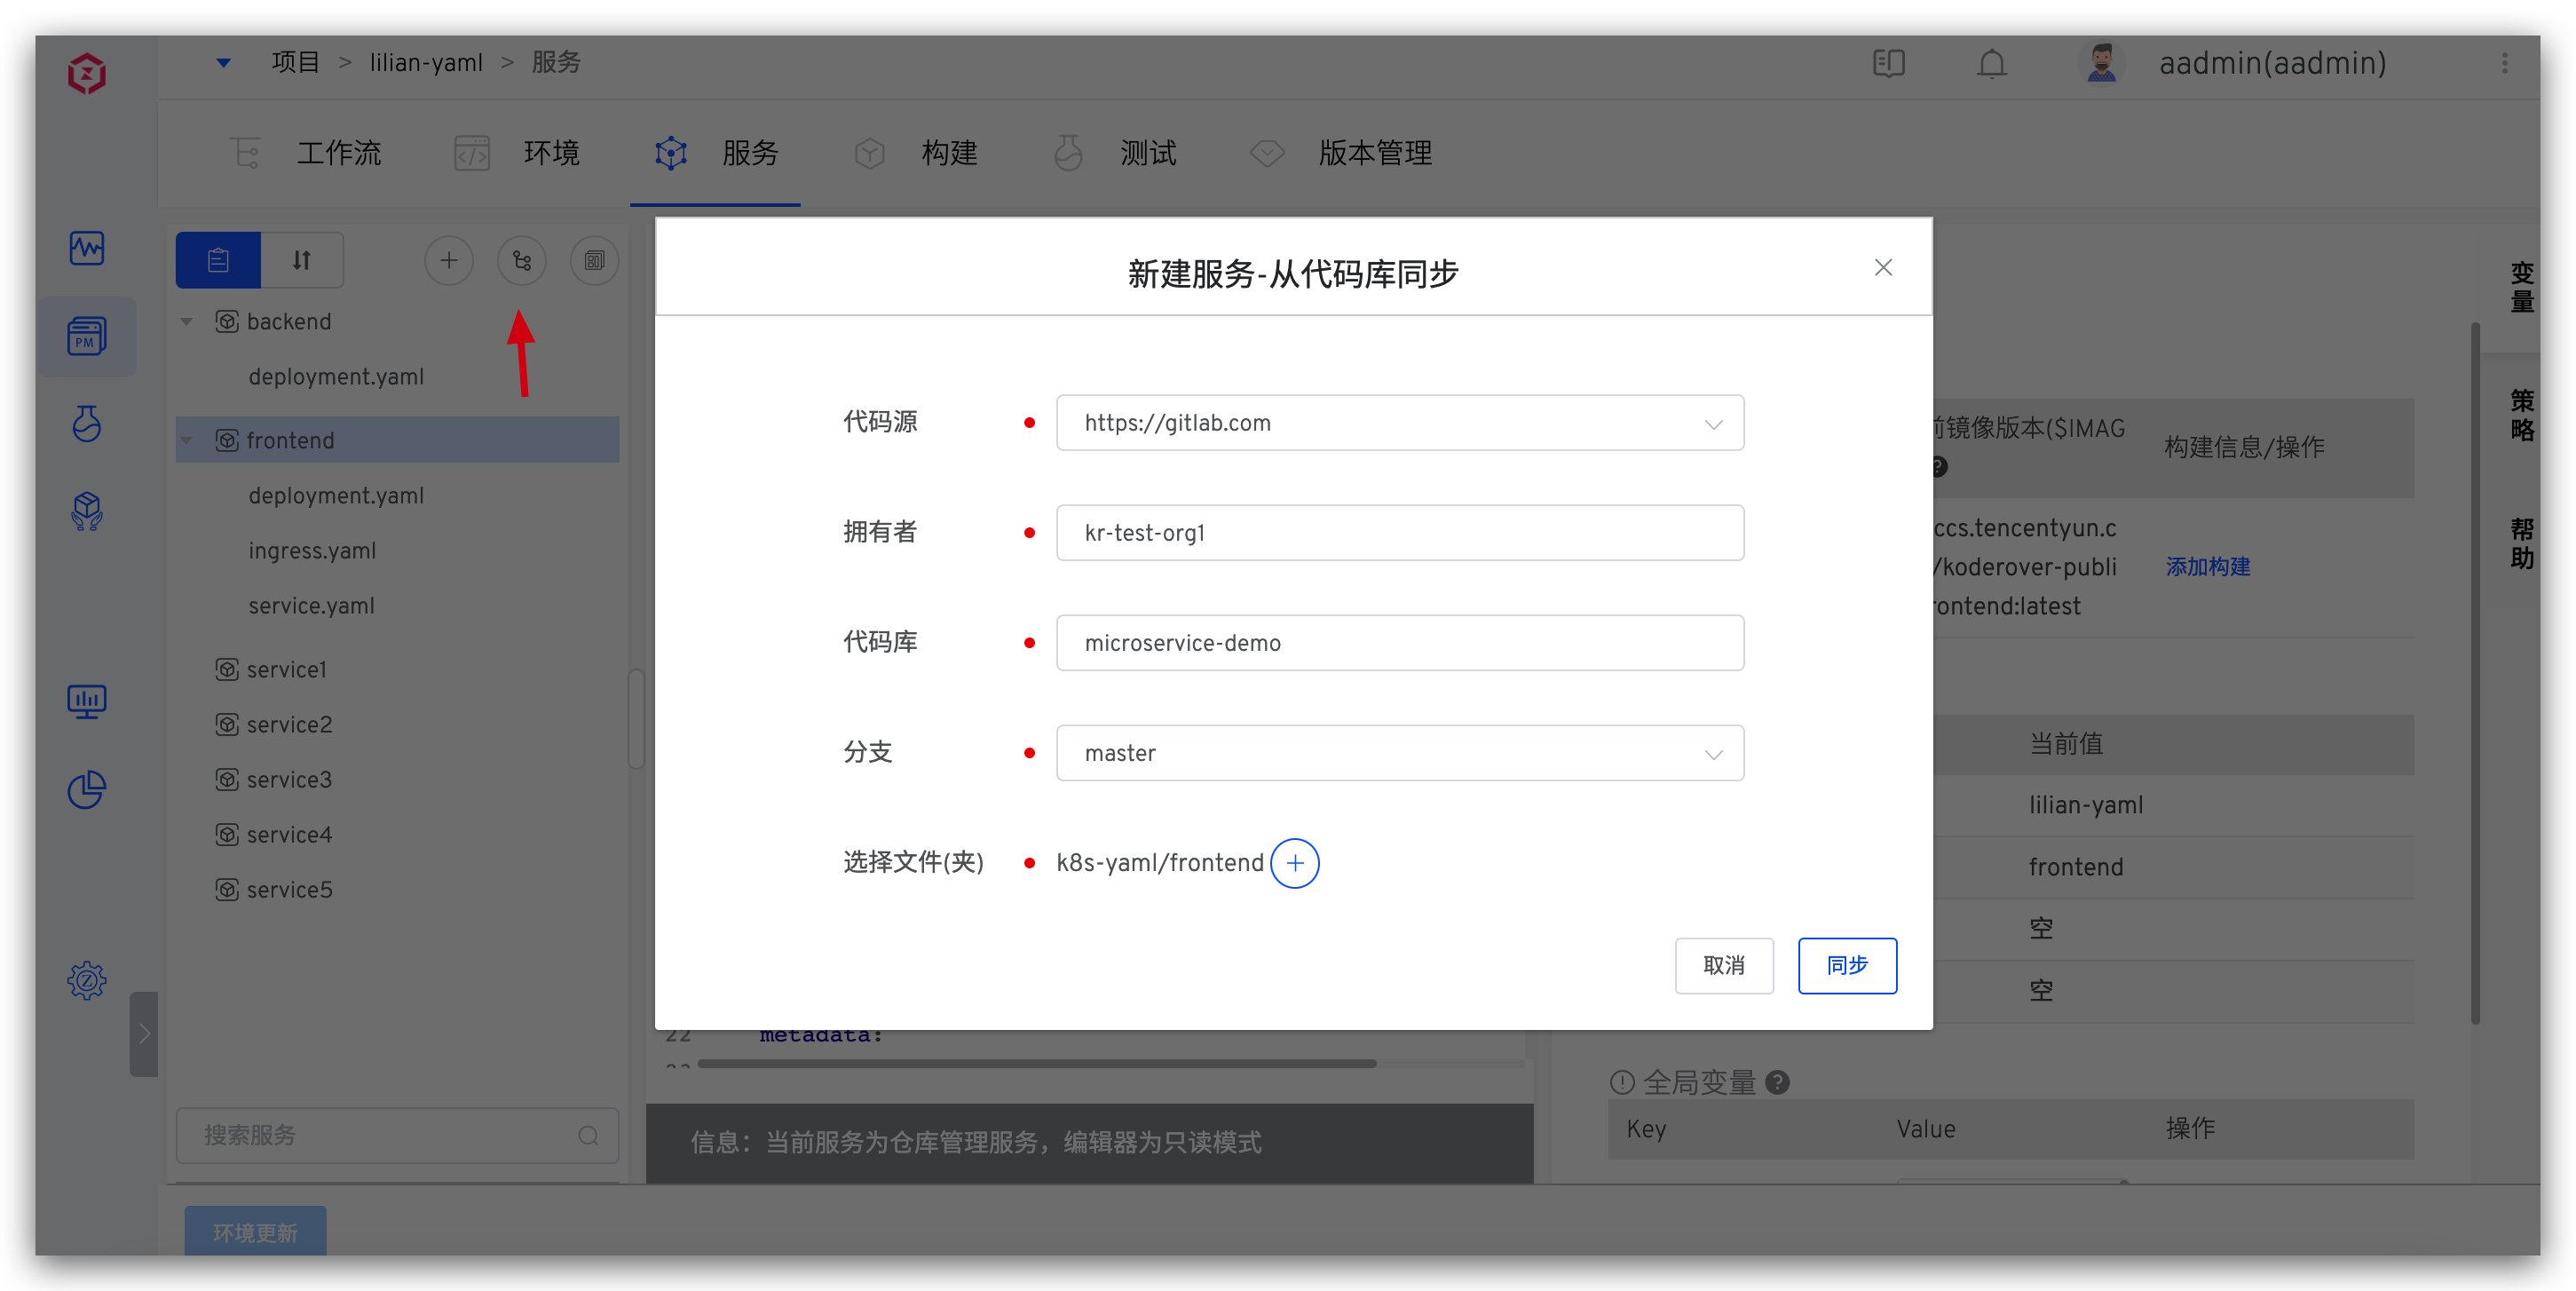 项目 > lilian-yaml > 服务
aadmin(aadmin)
工作流
环境
服务
构建
测试
版本管理
PM
backend
deployment.yaml
frontend
deployment.yaml
ingress.yaml
service.yaml
service1
service2
service3
service4
service5
搜索服务
环境更新
新建服务-从代码库同步
代码源
https://gitlab.com
拥有者
kr-test-org1
代码库
microservice-demo
分支
master
选择文件(夹)
k8s-yaml/frontend
取消
同步
22 metadata:
信息：当前服务为仓库管理服务，编辑器为只读模式
前镜像版本($IMAG
构建信息/操作
ccs.tencentyun.c
/koderover-publi
rontend:latest
添加构建
当前值
lilian-yaml
frontend
空
空
全局变量
Key
Value
操作
变量
策略
帮助